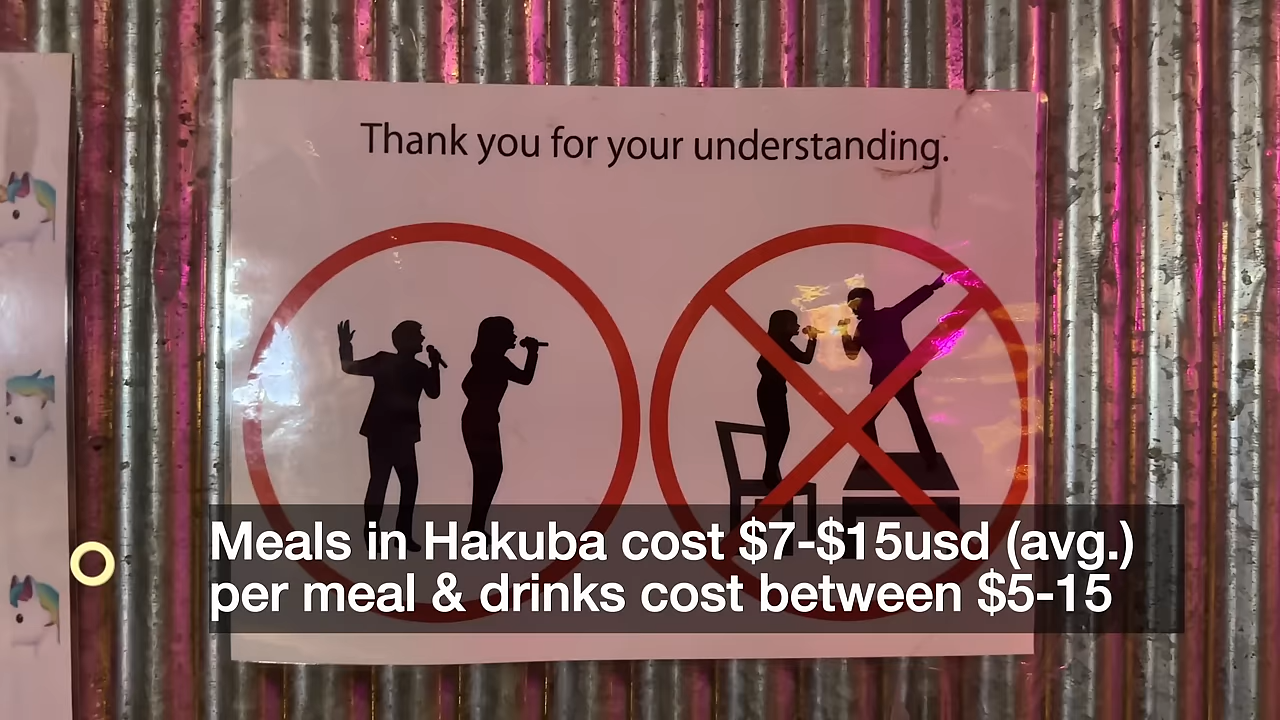 Thank you for your understanding.
Meals in Hakuba cost $7-$15usd (avg.)
per meal & drinks cost between $5-15